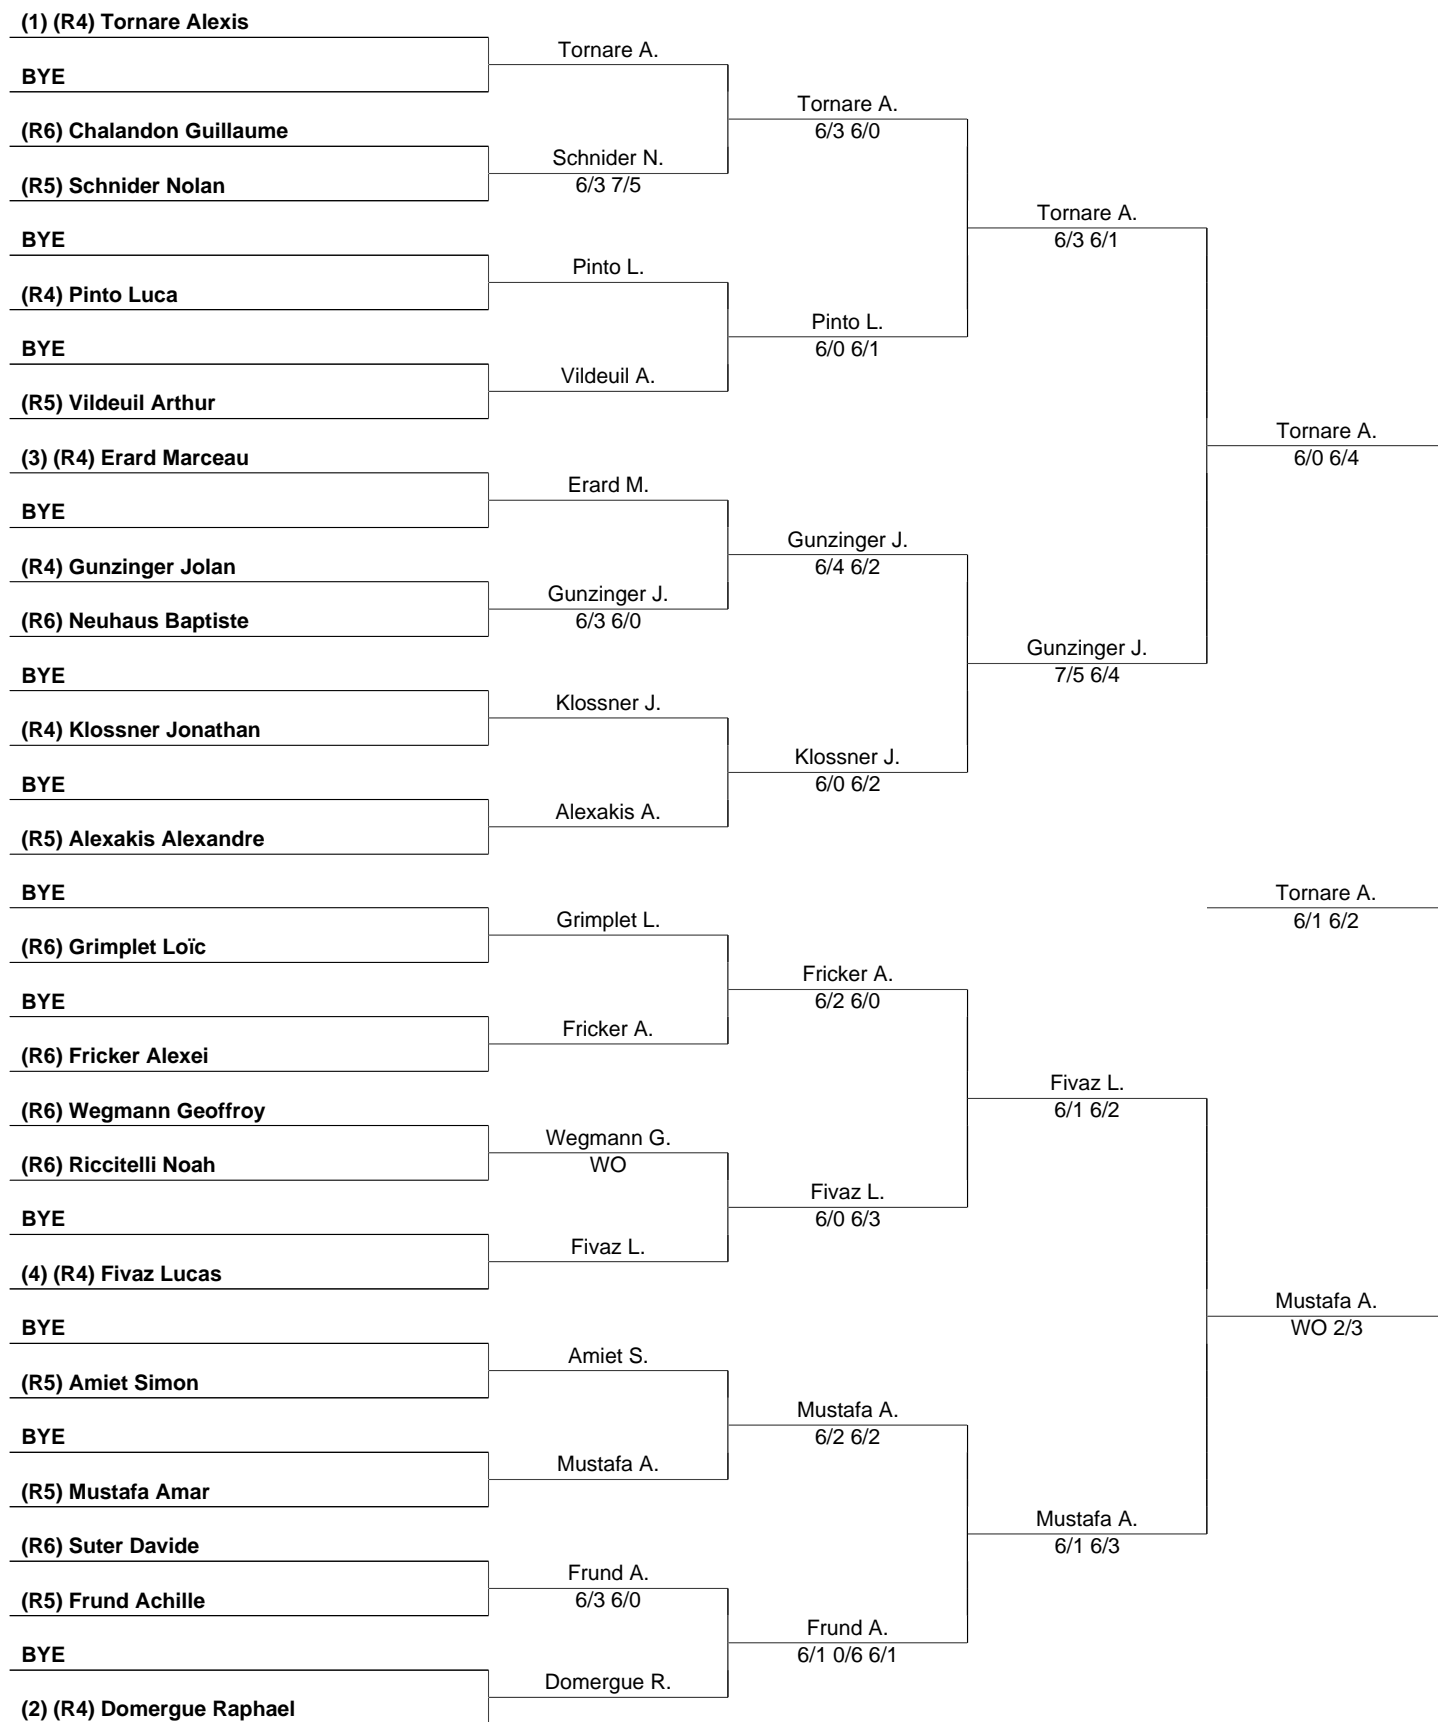 (1) (R4) Tornare Alexis
BYE
(R6) Chalandon Guillaume
(R5) Schnider Nolan
BYE
(R4) Pinto Luca
BYE
(R5) Vildeuil Arthur
(3) (R4) Erard Marceau
BYE
(R4) Gunzinger Jolan
(R6) Neuhaus Baptiste
BYE
(R4) Klossner Jonathan
BYE
(R5) Alexakis Alexandre
BYE
(R6) Grimplet Loïc
BYE
(R6) Fricker Alexei
(R6) Wegmann Geoffroy
(R6) Riccitelli Noah
BYE
(4) (R4) Fivaz Lucas
BYE
(R5) Amiet Simon
BYE
(R5) Mustafa Amar
(R6) Suter Davide
(R5) Frund Achille
BYE
(2) (R4) Domergue Raphael
Tornare A.
Schnider N.
6/3 7/5
Pinto L.
Vildeuil A.
Erard M.
Gunzinger J.
6/3 6/0
Klossner J.
Alexakis A.
Grimplet L.
Fricker A.
Wegmann G.
WO
Fivaz L.
Amiet S.
Mustafa A.
Frund A.
6/3 6/0
Domergue R.
Tornare A.
6/3 6/0
Pinto L.
6/0 6/1
Gunzinger J.
6/4 6/2
Klossner J.
6/0 6/2
Fricker A.
6/2 6/0
Fivaz L.
6/0 6/3
Mustafa A.
6/2 6/2
Frund A.
6/1 0/6 6/1
Tornare A.
6/3 6/1
Gunzinger J.
7/5 6/4
Fivaz L.
6/1 6/2
Mustafa A.
6/1 6/3
Tornare A.
6/0 6/4
Tornare A.
6/1 6/2
Mustafa A.
WO 2/3